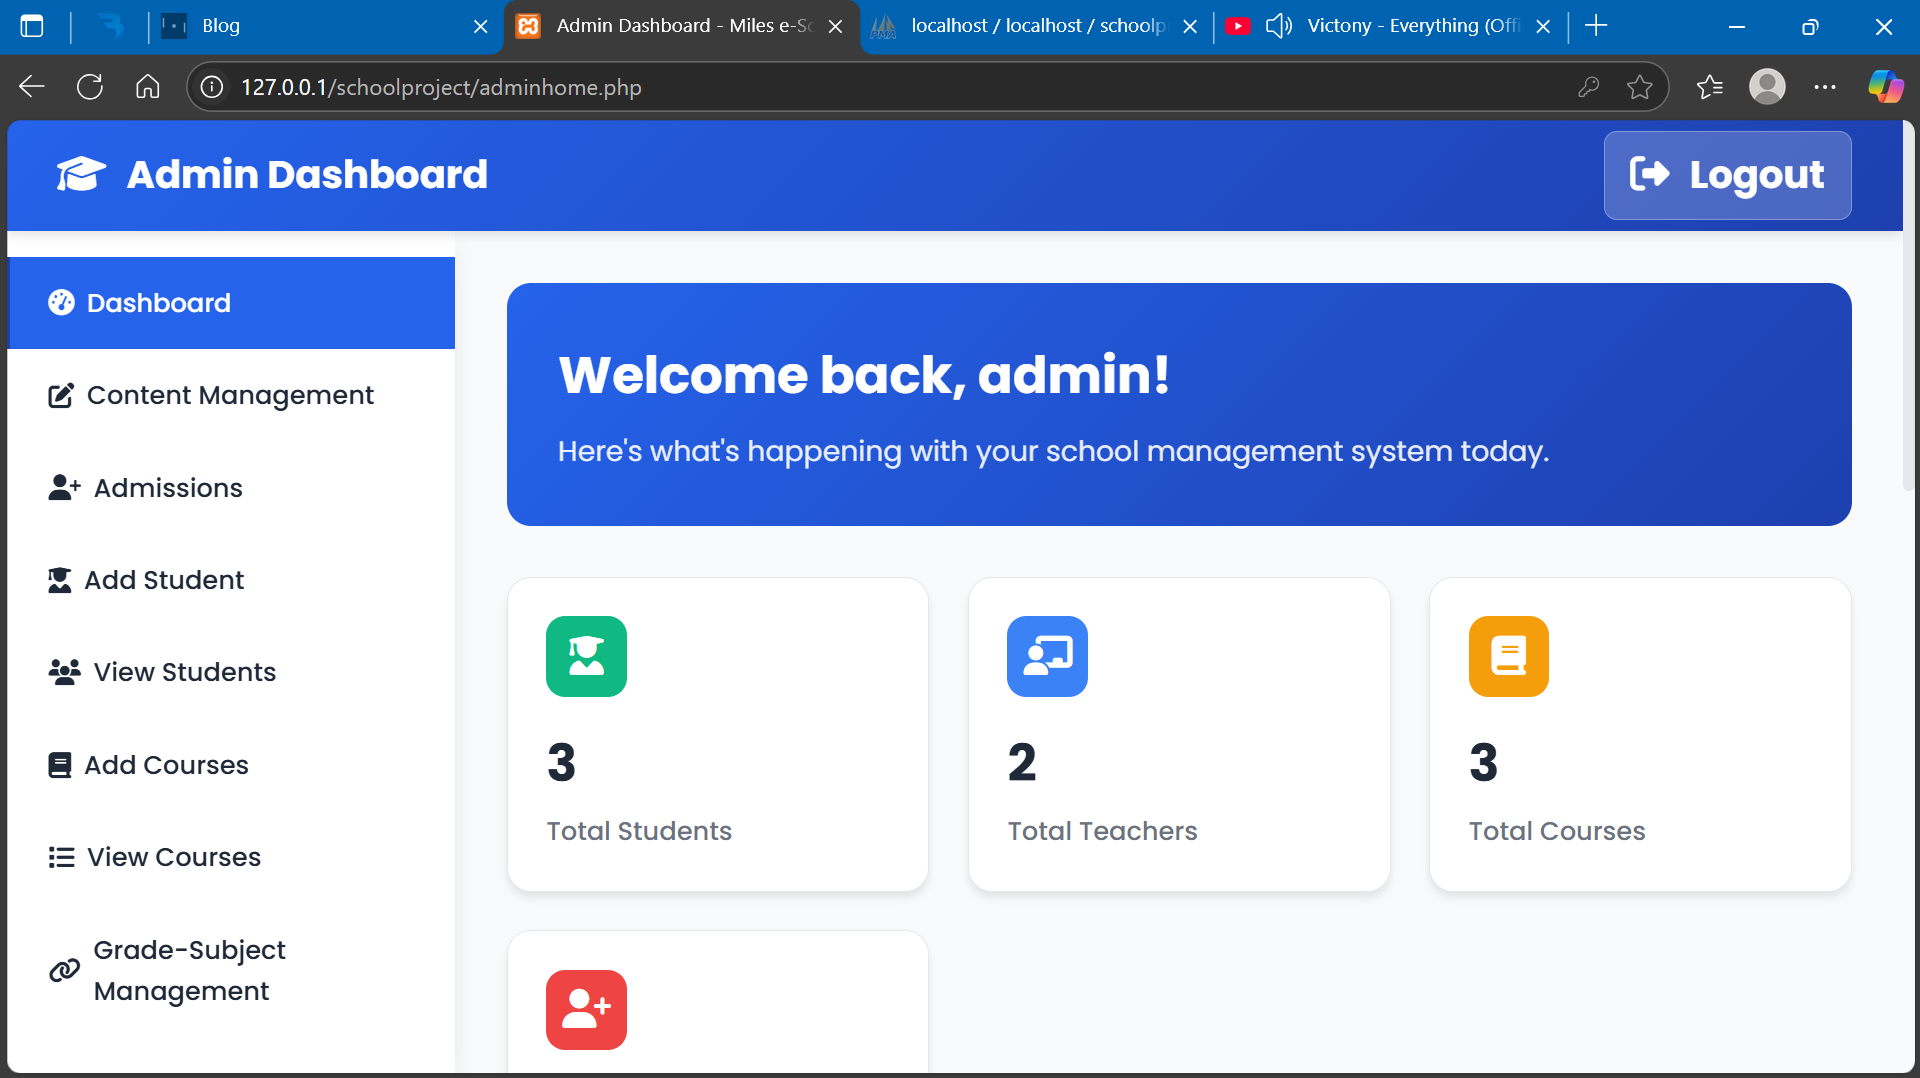 Blog
Admin Dashboard - Miles e-Sc
localhost / localhost / schoolp
Victony - Everything (Offi
127.0.0.1/schoolproject/adminhome.php
Admin Dashboard
Logout
Dashboard
Content Management
Admissions
Add Student
View Students
Add Courses
View Courses
Grade-Subject
Management
Welcome back, admin!
Here's what's happening with your school management system today.
3
Total Students
2
Total Teachers
3
Total Courses